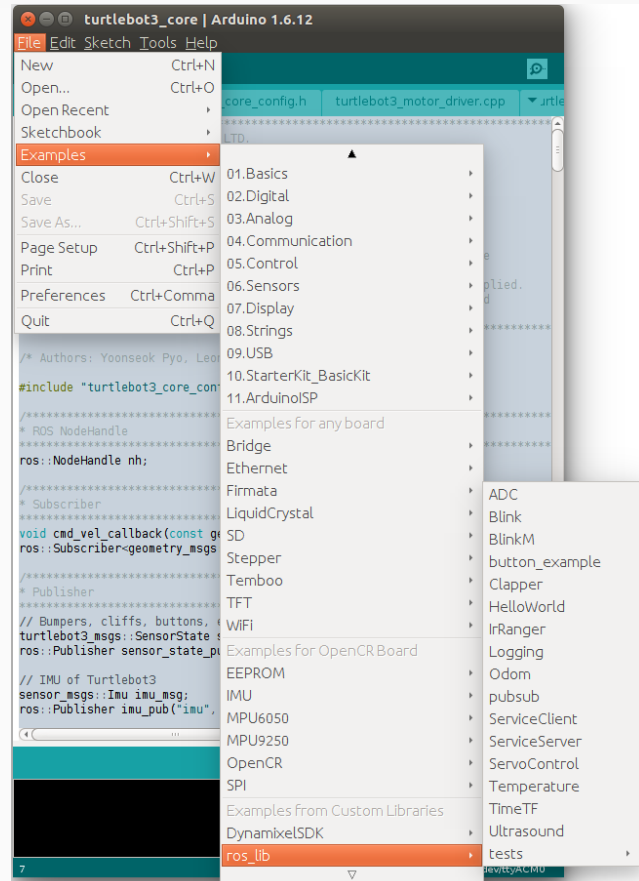 turtlebot3_core | Arduino 1.6.12
File Edit Sketch Tools Help
New Ctrl+N
Open... Ctrl+O
Open Recent
Sketchbook
Examples
Close Ctrl+W
Save Ctrl+S
Save As... Ctrl+Shift+S
Page Setup Ctrl+Shift+P
Print Ctrl+P
Preferences Ctrl+Comma
Quit Ctrl+Q
_core_config.h turtlebot3_motor_driver.cpp
LTD.
plied.
01.Basics
02.Digital
03.Analog
04.Communication
05.Control
06.Sensors
07.Display
08.Strings
09.USB
10.StarterKit_BasicKit
11.ArduinoISP
Examples for any board
Bridge
Ethernet
Firmata
LiquidCrystal
SD
Stepper
Temboo
TFT
WiFi
Examples for OpenCR Board
EEPROM
IMU
MPU6050
MPU9250
OpenCR
SPI
Examples from Custom Libraries
DynamixelSDK
ros_lib
ADC
Blink
BlinkM
button_example
Clapper
HelloWorld
IrRanger
Logging
Odom
pubsub
ServiceClient
ServiceServer
ServoControl
Temperature
TimeTF
Ultrasound
tests
/* Authors: Yoonseok Pyo, Leon
#include "turtlebot3_core_con
* ROS NodeHandle
ros::NodeHandle nh;
* Subscriber
void cmd_vel_callback(const ge
ros::Subscriber<geometry_msgs
* Publisher
// Bumpers, cliffs, buttons, e
turtlebot3_msgs::SensorState s
ros::Publisher sensor_state_pu
// IMU of Turtlebot3
sensor_msgs::Imu imu_msg;
ros::Publisher imu_pub("imu",
7 dev/ttyACM0